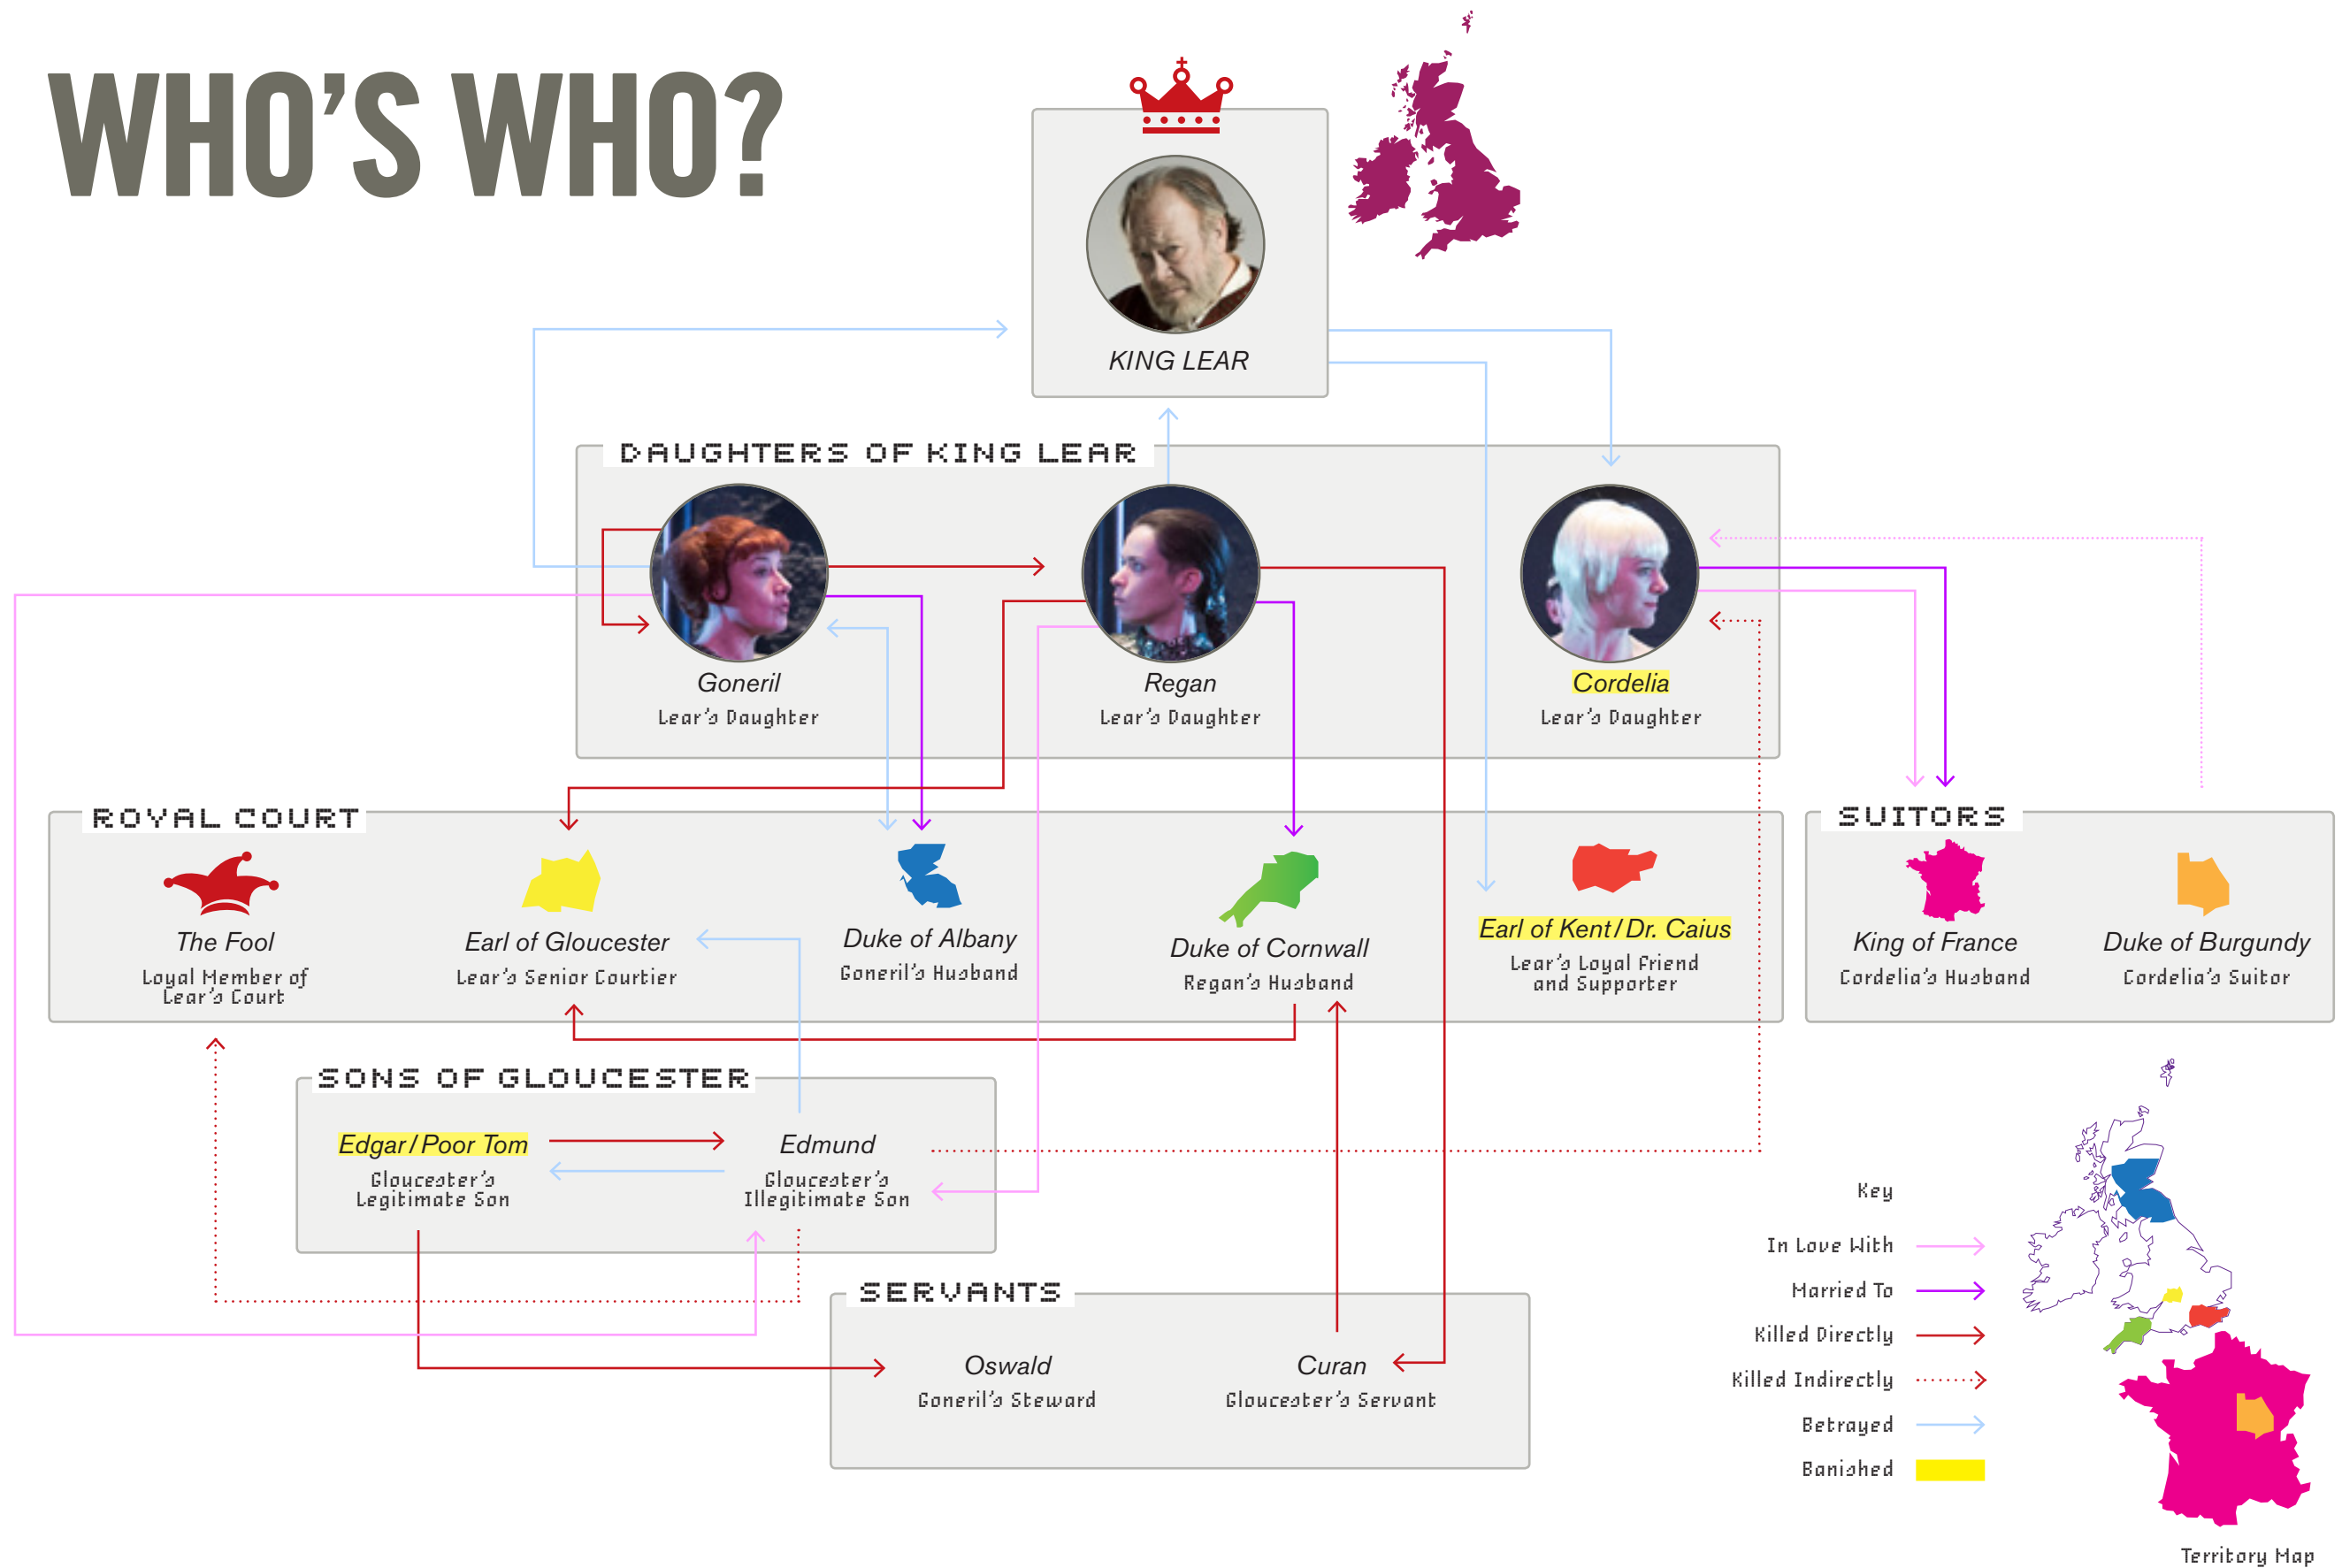 WHO'S WHO?
KING LEAR
DAUGHTERS OF KING LEAR
Goneril
Lear's Daughter
Regan
Lear's Daughter
Cordelia
Lear's Daughter
ROYAL COURT
The Fool
Loyal Member of
Lear's Court
Earl of Gloucester
Lear's Senior Courtier
Duke of Albany
Goneril's Husband
Duke of Cornwall
Regan's Husband
Earl of Kent/Dr. Caius
Lear's Loyal Friend
and Supporter
SUITORS
King of France
Cordelia's Husband
Duke of Burgundy
Cordelia's Suitor
SONS OF GLOUCESTER
Edgar/Poor Tom
Gloucester's
Legitimate Son
Edmund
Gloucester's
Illegitimate Son
SERVANTS
Oswald
Goneril's Steward
Curan
Gloucester's Servant
Key
In Love With
Married To
Killed Directly
Killed Indirectly
Betrayed
Banished
Territory Map